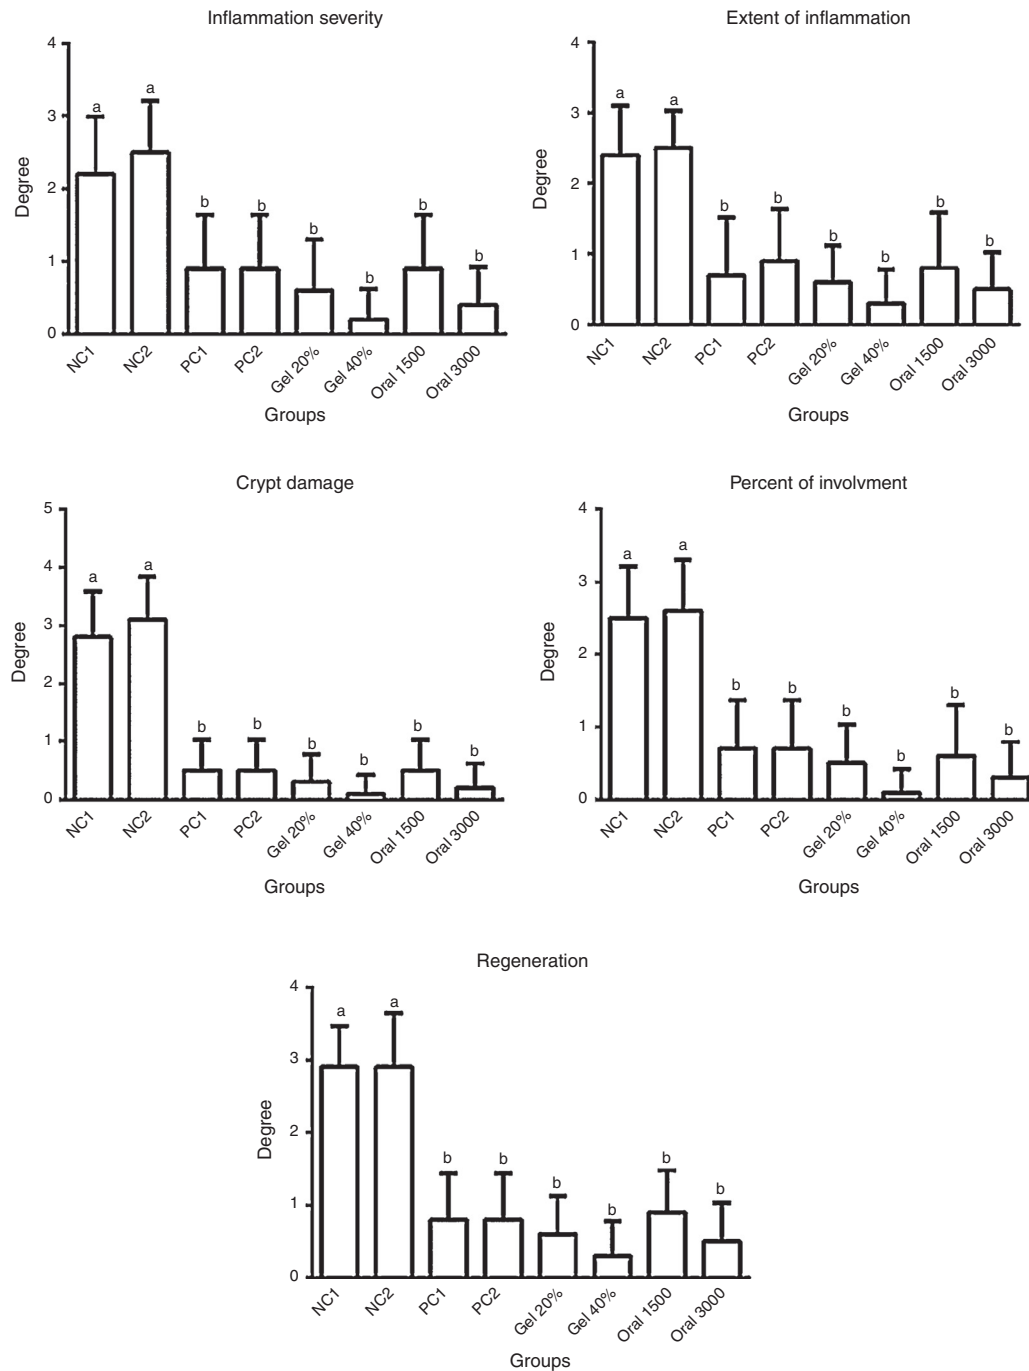 Inflammation severity
4
3
2
1
0
Degree
a
a
b
b
b
b
b
b
NC1
NC2
PC1
PC2
Gel 20%
Gel 40%
Oral 1500
Oral 3000
Groups
Extent of inflammation
4
3
2
1
0
Degree
a
a
b
b
b
b
b
b
NC1
NC2
PC1
PC2
Gel 20%
Gel 40%
Oral 1500
Oral 3000
Groups
Crypt damage
5
4
3
2
1
0
Degree
a
a
b
b
b
b
b
b
NC1
NC2
PC1
PC2
Gel 20%
Gel 40%
Oral 1500
Oral 3000
Groups
Percent of involvment
4
3
2
1
0
Degree
a
a
b
b
b
b
b
b
NC1
NC2
PC1
PC2
Gel 20%
Gel 40%
Oral 1500
Oral 3000
Groups
Regeneration
4
3
2
1
0
Degree
a
a
b
b
b
b
b
b
NC1
NC2
PC1
PC2
Gel 20%
Gel 40%
Oral 1500
Oral 3000
Groups